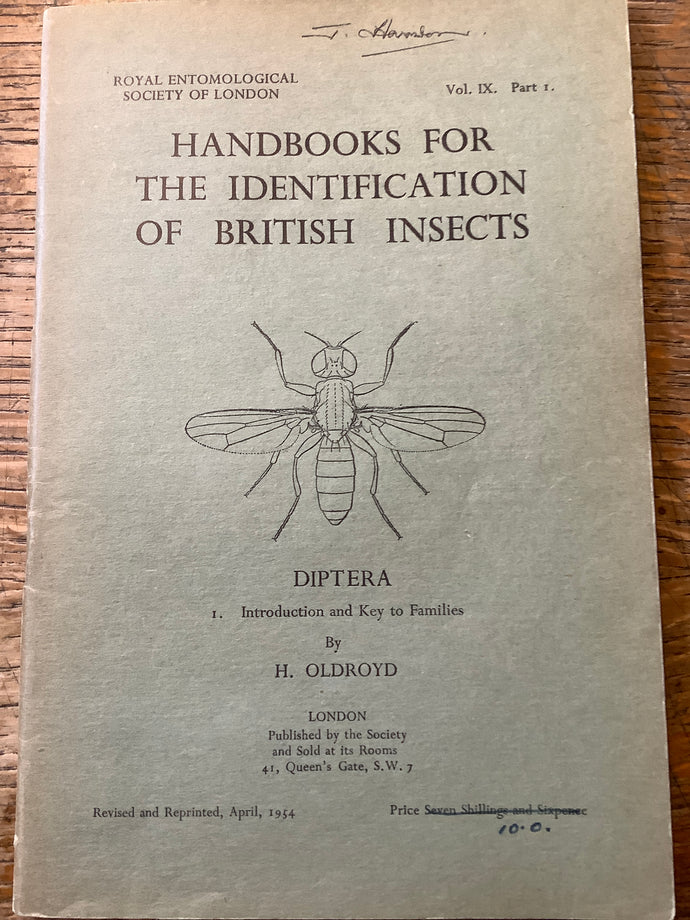 ROYAL ENTOMOLOGICAL
SOCIETY OF LONDON
Vol. IX. Part 1.
HANDBOOKS FOR
THE IDENTIFICATION
OF BRITISH INSECTS
DIPTERA
1. Introduction and Key to Families
By
H. OLDROYD
LONDON
Published by the Society
and Sold at its Rooms
41, Queen's Gate, S.W. 7
Revised and Reprinted, April, 1954
Price Seven Shillings and Sixpence
10.0.